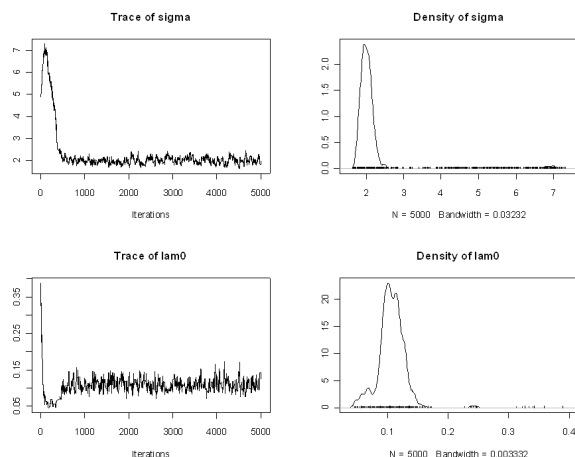 Trace of sigma
7
6
5
4
3
2
0 1000 2000 3000 4000 5000
Iterations
Density of sigma
2.0
1.5
1.0
0.5
0.0
2 3 4 5 6 7
N = 5000 Bandwidth = 0.03232
Trace of lam0
0.35
0.25
0.15
0.05
0 1000 2000 3000 4000 5000
Iterations
Density of lam0
20
15
10
5
0
0.1 0.2 0.3 0.4
N = 5000 Bandwidth = 0.003332